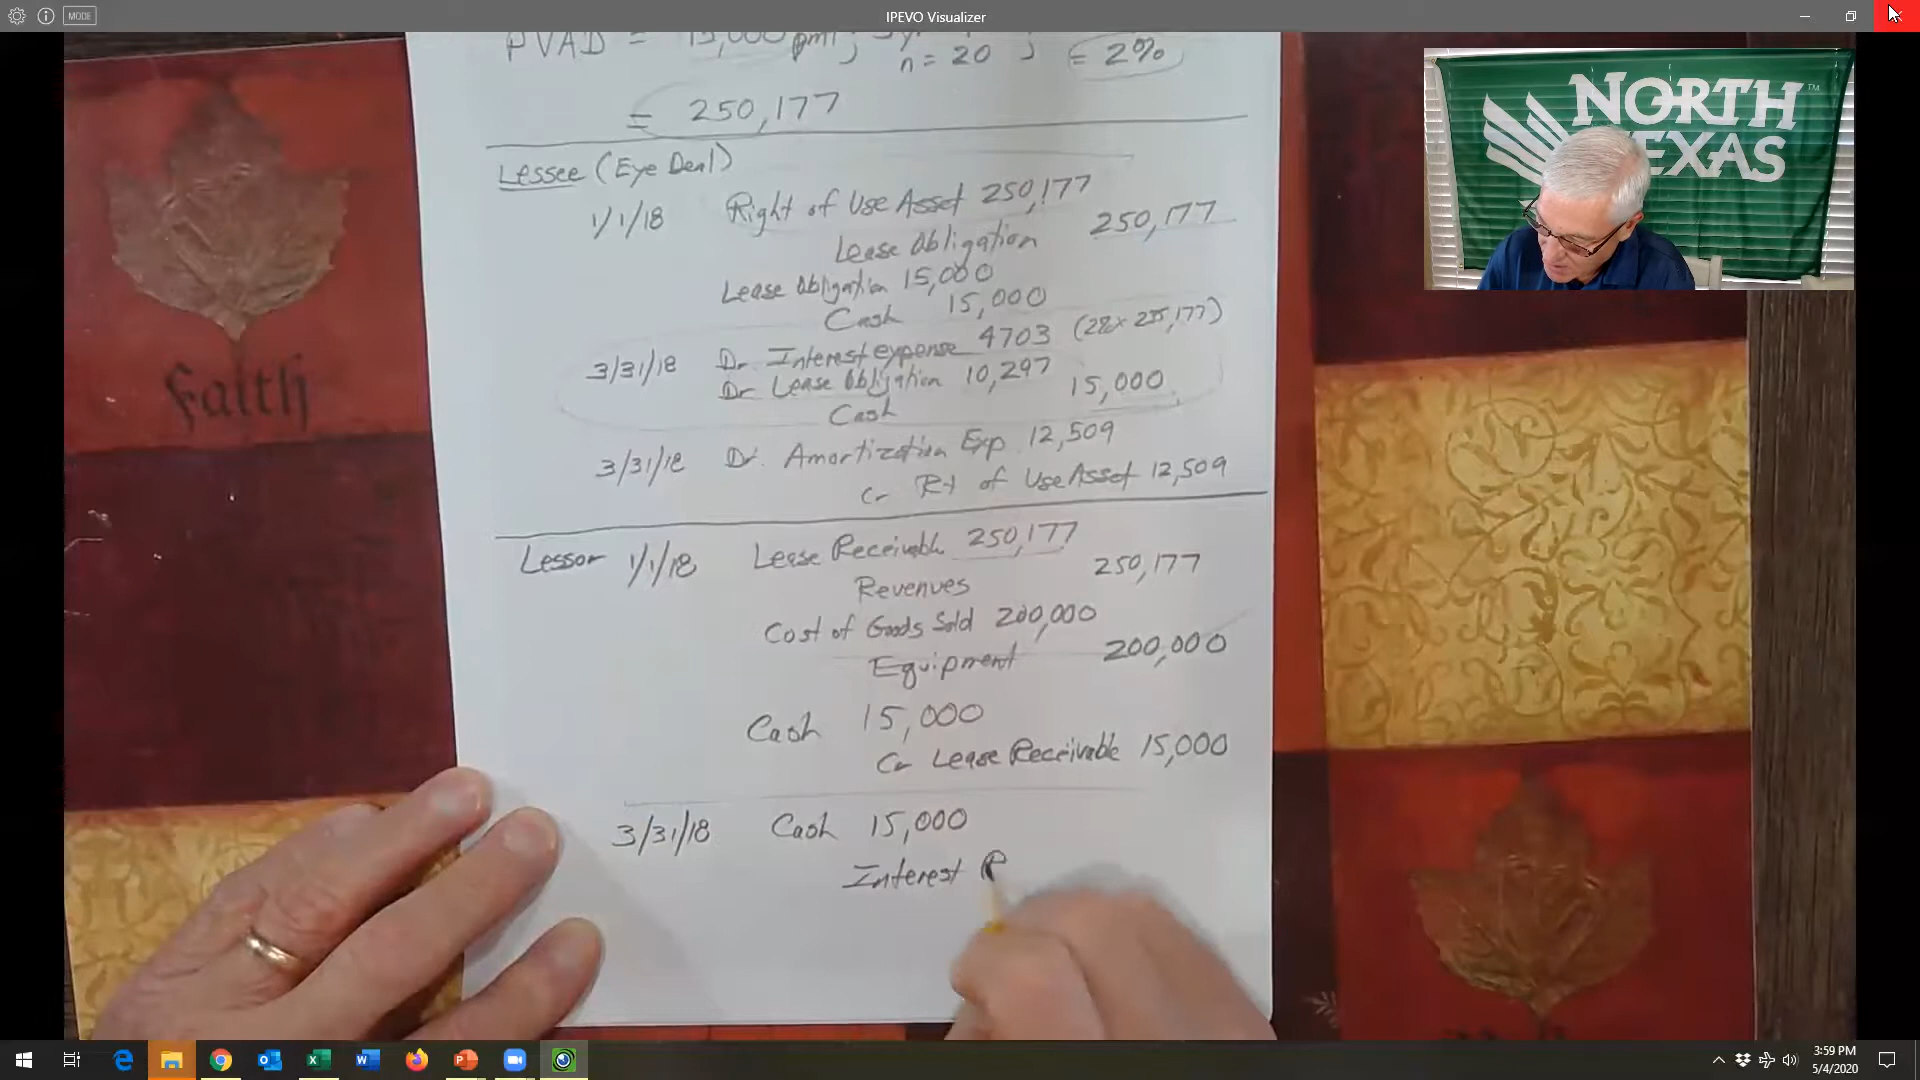 MODE
IPEVO Visualizer
PVAD = 15,000 pmt;
n = 20 ; = 2%
= 250,177
NORTH
TEXAS
TM
Lessee (Eye Deal)
1/1/18 Right of Use Asset 250,177
Lease Obligation 250,177
Lease Obligation 15,000
Cash 15,000
3/31/18 Dr Interest expense 4703
Dr Lease Obligation 10,297
Cash 15,000
3/31/18 Dr. Amortization Exp 12,509
Cr Rt of Use Asset 12,509
Lessor 1/1/18 Lease Receivable 250,177
Revenues 250,177
Cost of Goods Sold 200,000
Equipment 200,000
Cash 15,000
Cr Lease Receivable 15,000
3/31/18 Cash 15,000
Interest R
Faith
3:59 PM
5/4/2020